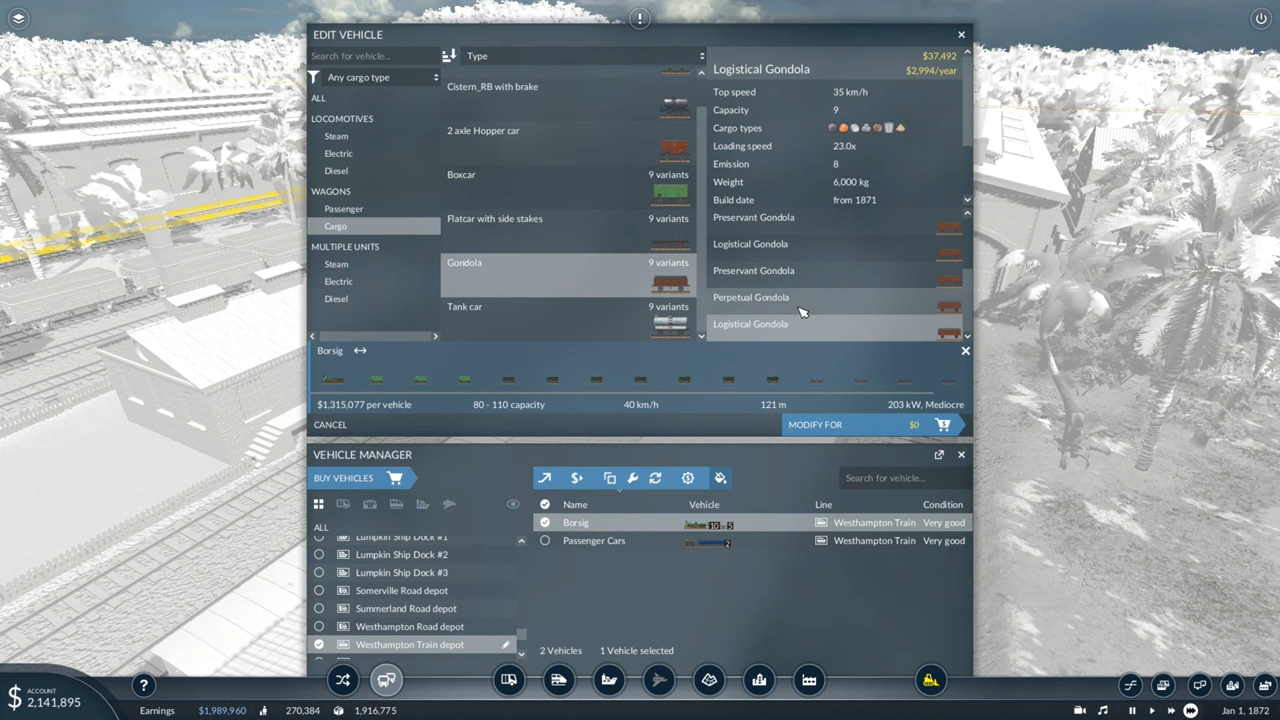 EDIT VEHICLE
Search for vehicle...
Type
Any cargo type
ALL
LOCOMOTIVES
Steam
Electric
Diesel
WAGONS
Passenger
Cargo
MULTIPLE UNITS
Steam
Electric
Diesel
Cistern_RB with brake
2 axle Hopper car
Boxcar 9 variants
Flatcar with side stakes 9 variants
Gondola 9 variants
Tank car 9 variants
$37,492
Logistical Gondola $2,994/year
Top speed 35 km/h
Capacity 9
Cargo types
Loading speed 23.0x
Emission 8
Weight 6,000 kg
Build date from 1871
Preservant Gondola
Logistical Gondola
Preservant Gondola
Perpetual Gondola
Logistical Gondola
Borsig
$1,315,077 per vehicle 80 - 110 capacity 40 km/h 121 m 203 kW, Mediocre
CANCEL MODIFY FOR $0
VEHICLE MANAGER
BUY VEHICLES Search for vehicle...
ALL
Lumpkin Ship Dock #1
Lumpkin Ship Dock #2
Lumpkin Ship Dock #3
Somerville Road depot
Summerland Road depot
Westhampton Road depot
Westhampton Train depot
Name Vehicle Line Condition
Borsig 10 5 Westhampton Train Very good
Passenger Cars 2 Westhampton Train Very good
2 Vehicles 1 Vehicle selected
$ ACCOUNT
2,141,895
?
Earnings $1,989,960 270,384 1,916,775 Jan 1, 1872